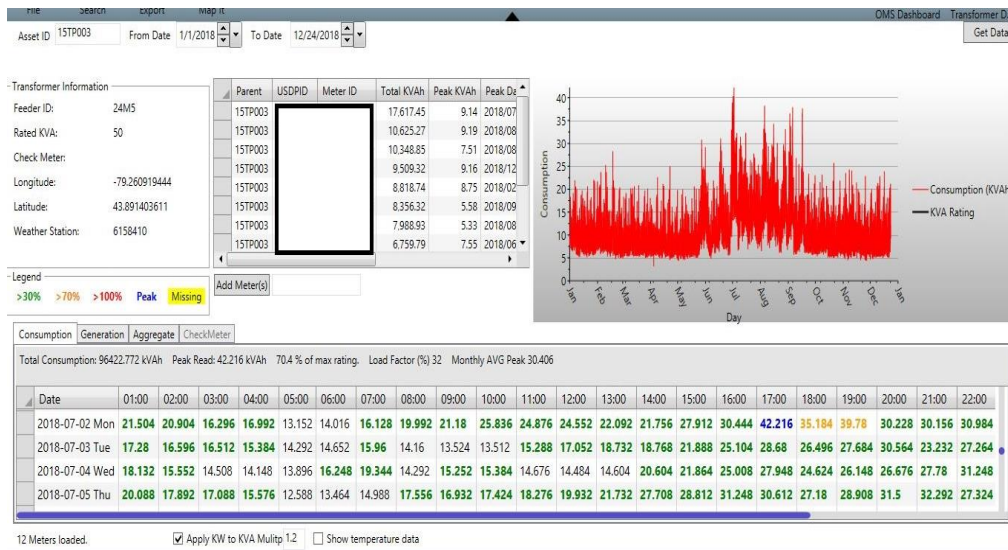 File Search Export Map It OMS Dashboard Transformer D
Asset ID 15TP003 From Date 1/1/2018 To Date 12/24/2018 Get Data
Transformer Information
Feeder ID: 24M5
Rated KVA: 50
Check Meter:
Longitude: -79.260919444
Latitude: 43.891403611
Weather Station: 6158410
Parent USDPID Meter ID Total KVAh Peak KVAh Peak Da
15TP003 17,617.45 9.14 2018/07
15TP003 10,625.27 9.19 2018/08
15TP003 10,348.85 7.51 2018/08
15TP003 9,509.32 9.16 2018/12
15TP003 8,818.74 8.75 2018/02
15TP003 8,356.32 5.58 2018/09
15TP003 7,988.93 5.33 2018/08
15TP003 6,759.79 7.55 2018/06
Add Meter(s)
Consumption
40
35
30
25
20
15
10
5
0
Jan Feb Mar Apr May Jun Jul Aug Sep Oct Nov Dec Jan
Day
Consumption (KVAh
KVA Rating
Legend
>30% >70% >100% Peak Missing
Consumption Generation Aggregate CheckMeter
Total Consumption: 96422.772 kVAh Peak Read: 42.216 kVAh 70.4 % of max rating. Load Factor (%) 32 Monthly AVG Peak 30.406
Date 01:00 02:00 03:00 04:00 05:00 06:00 07:00 08:00 09:00 10:00 11:00 12:00 13:00 14:00 15:00 16:00 17:00 18:00 19:00 20:00 21:00 22:00
2018-07-02 Mon 21.504 20.904 16.296 16.992 13.152 14.016 16.128 19.992 21.18 25.836 24.876 24.552 22.092 21.756 27.912 30.444 42.216 35.184 39.78 30.228 30.156 30.984
2018-07-03 Tue 17.28 16.596 16.512 15.384 14.292 14.652 15.96 14.16 13.524 13.512 15.288 17.052 18.732 18.768 21.888 25.104 28.68 26.496 27.684 30.564 23.232 27.264
2018-07-04 Wed 18.132 15.552 14.508 14.148 13.896 16.248 19.344 14.292 15.252 15.384 14.676 14.484 14.604 20.604 21.864 25.008 27.948 24.624 26.148 26.676 27.78 31.248
2018-07-05 Thu 20.088 17.892 17.088 15.576 12.588 13.464 14.988 17.556 16.932 17.424 18.276 19.932 21.732 27.708 28.812 31.248 30.612 27.18 28.908 31.5 32.292 27.324
12 Meters loaded. Apply KW to KVA Mulitp 1.2 Show temperature data